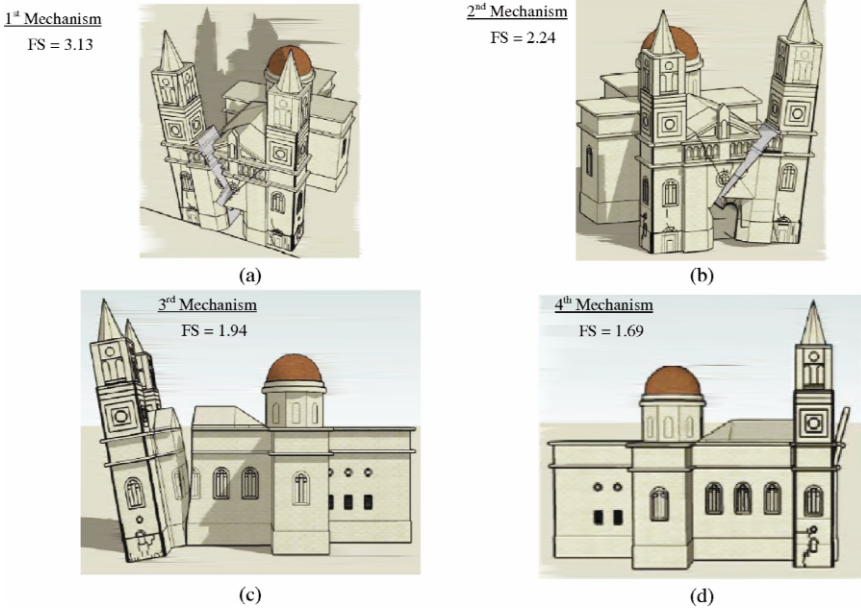 1st Mechanism
FS = 3.13
2nd Mechanism
FS = 2.24
(a)
(b)
3rd Mechanism
FS = 1.94
4th Mechanism
FS = 1.69
(c)
(d)